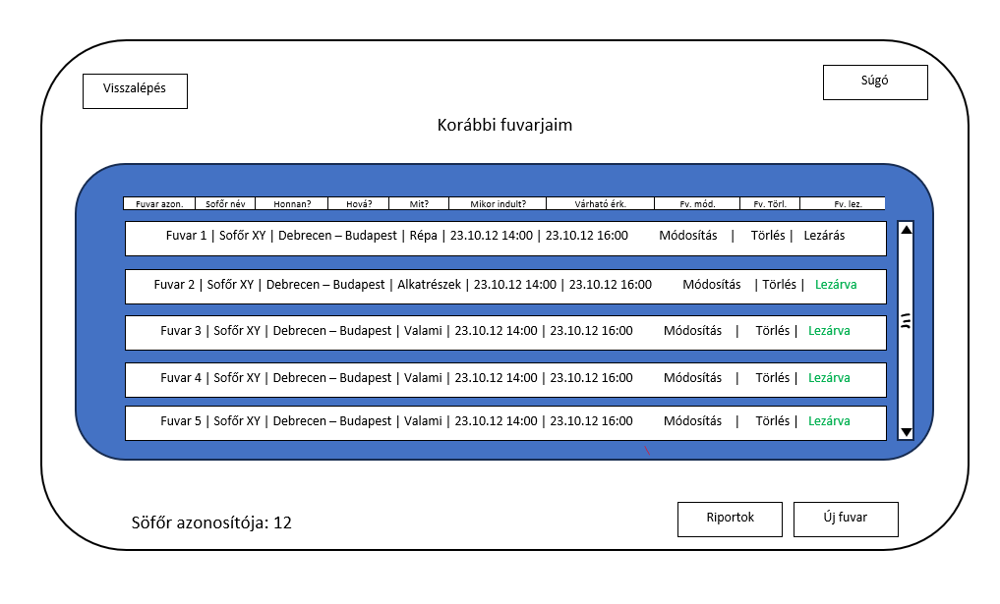 Visszalépés
Súgó
Korábbi fuvarjaim
Fuvar azon. Sofőr név Honnan? Hová? Mit? Mikor indult? Várható érk. Fv. mód. Fv. Törl. Fv. lez.
Fuvar 1 | Sofőr XY | Debrecen – Budapest | Répa | 23.10.12 14:00 | 23.10.12 16:00 Módosítás | Törlés | Lezárás
Fuvar 2 | Sofőr XY | Debrecen – Budapest | Alkatrészek | 23.10.12 14:00 | 23.10.12 16:00 Módosítás | Törlés | Lezárva
Fuvar 3 | Sofőr XY | Debrecen – Budapest | Valami | 23.10.12 14:00 | 23.10.12 16:00 Módosítás | Törlés | Lezárva
Fuvar 4 | Sofőr XY | Debrecen – Budapest | Valami | 23.10.12 14:00 | 23.10.12 16:00 Módosítás | Törlés | Lezárva
Fuvar 5 | Sofőr XY | Debrecen – Budapest | Valami | 23.10.12 14:00 | 23.10.12 16:00 Módosítás | Törlés | Lezárva
Söfőr azonosítója: 12
Riportok
Új fuvar